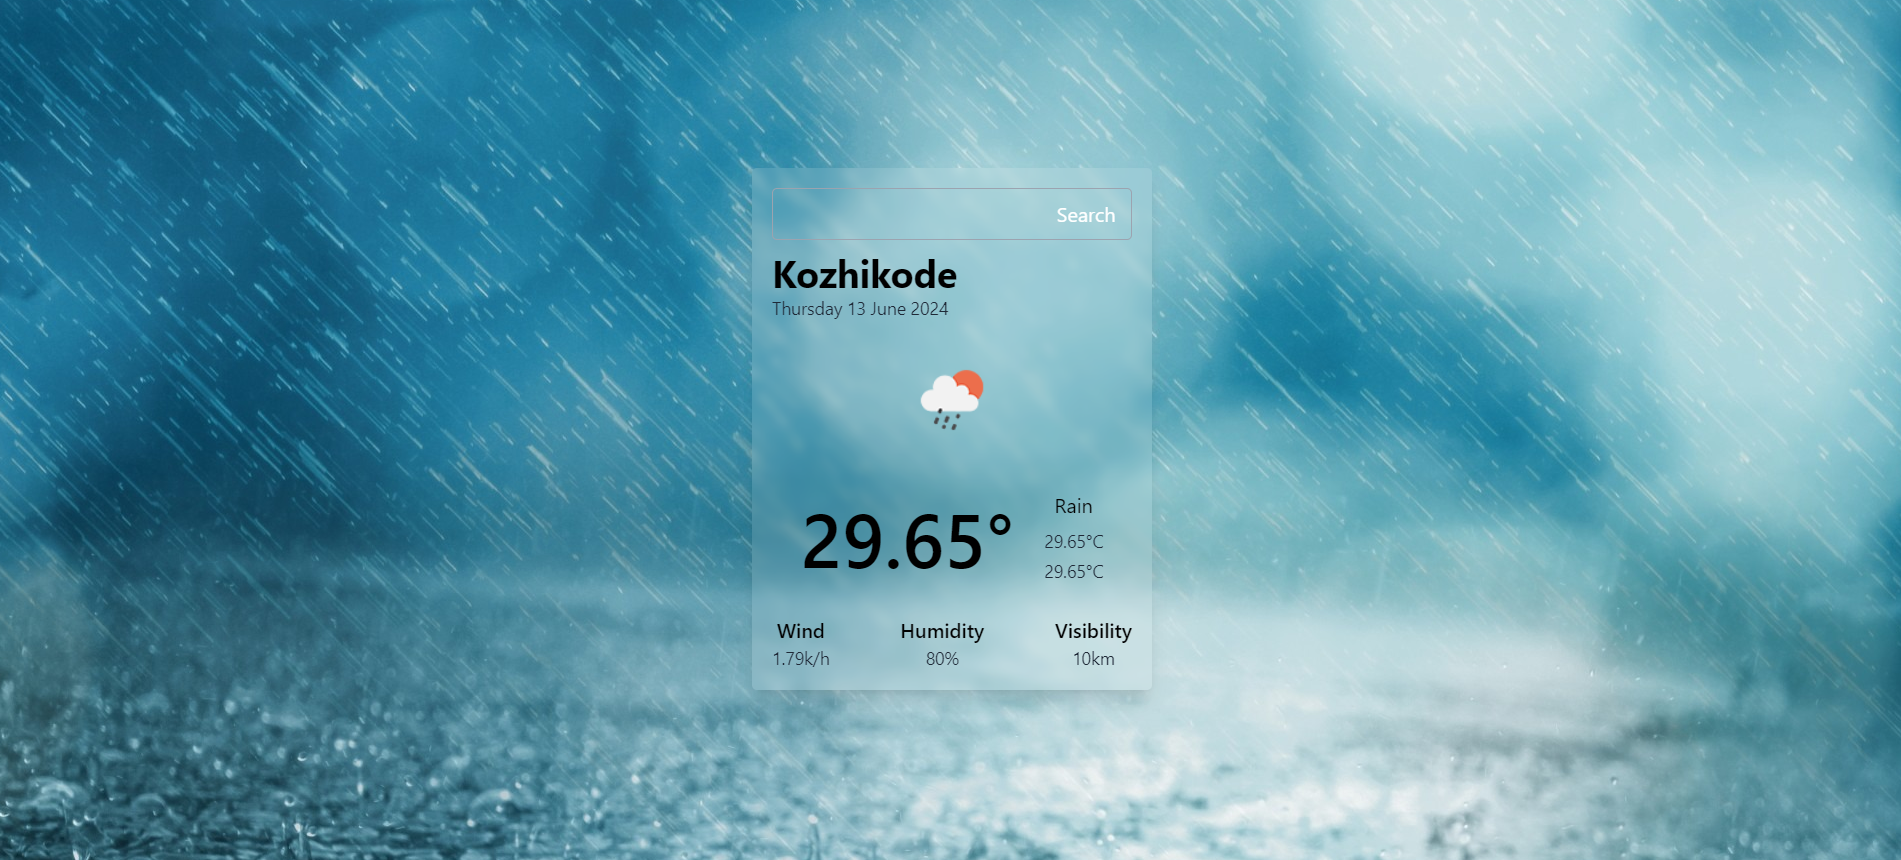 Search
Kozhikode
Thursday 13 June 2024
29.65°
Rain
29.65°C
29.65°C
Wind Humidity Visibility
1.79k/h 80% 10km